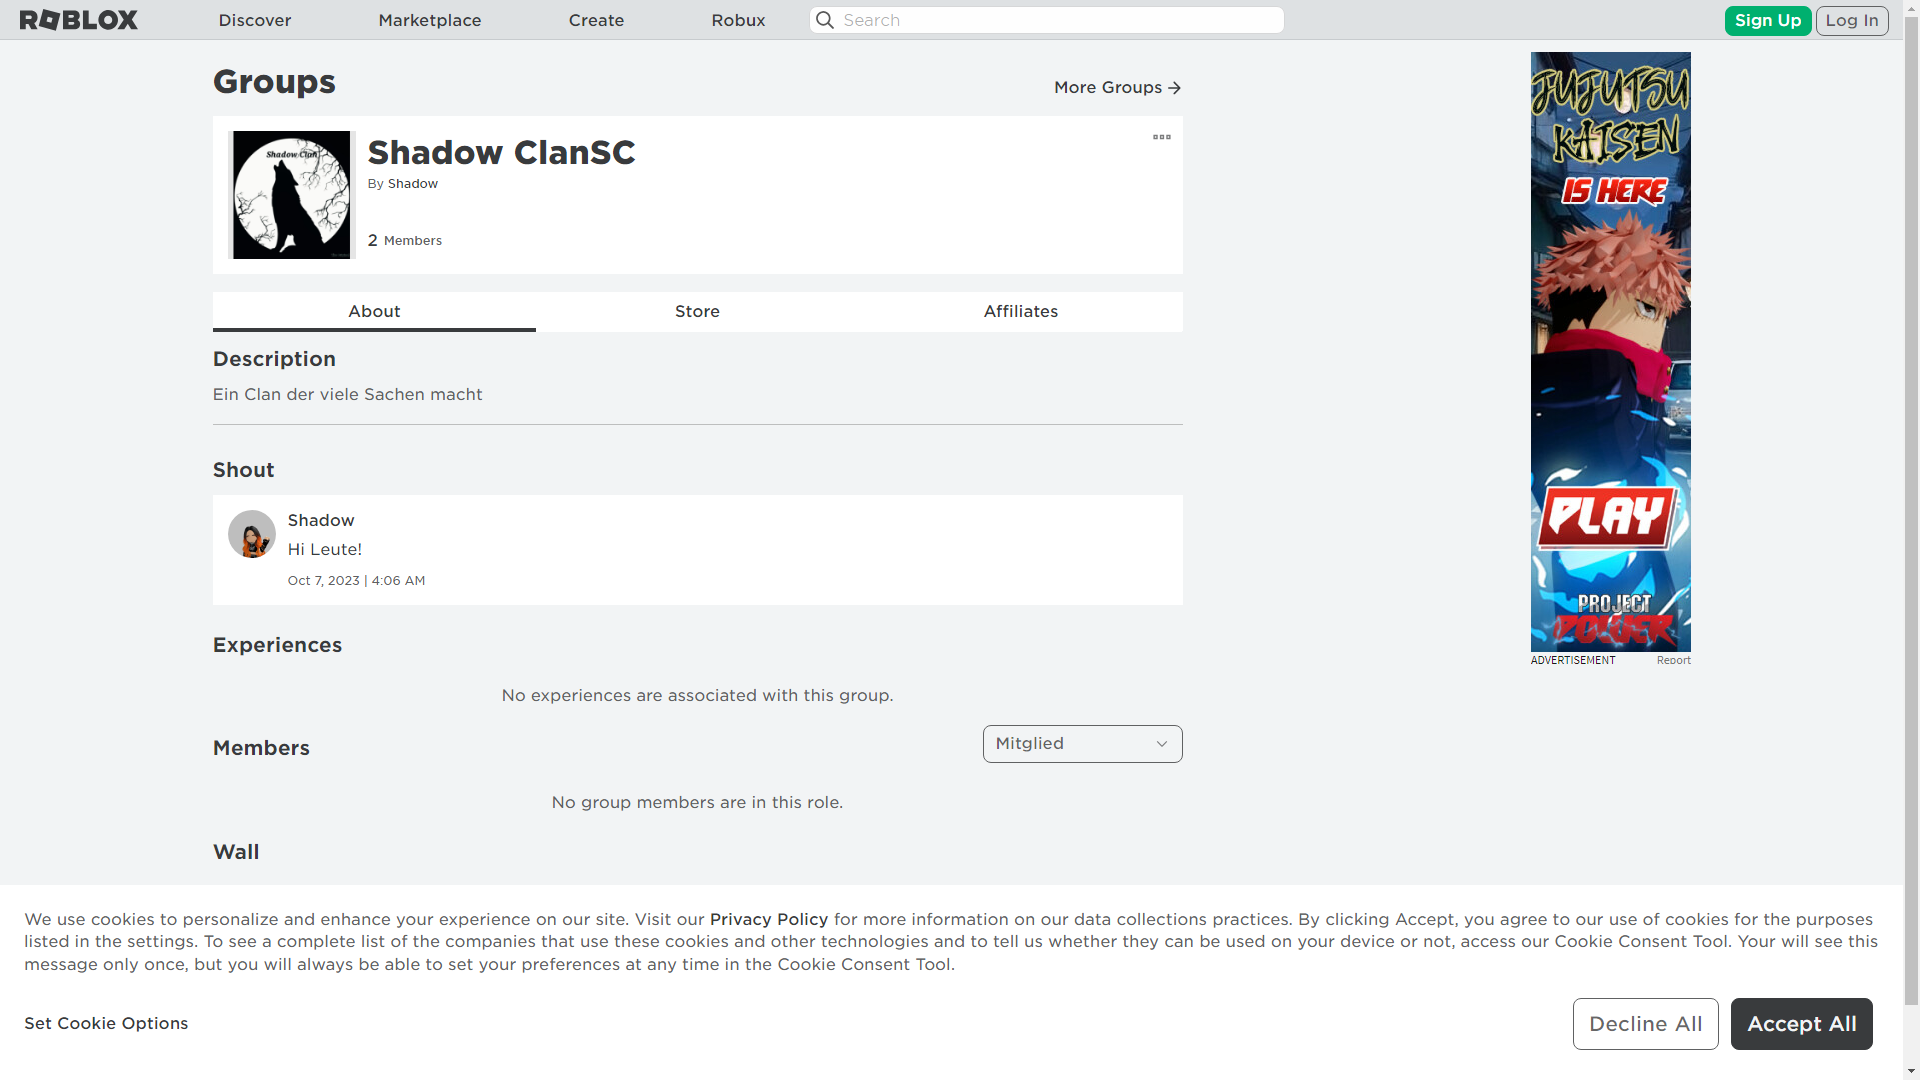 ROBLOX
Discover
Marketplace
Create
Robux
Search
Sign Up
Log In
Groups
More Groups
Shadow Clan
Shadow ClanSC
By Shadow
2 Members
About
Store
Affiliates
Description
Ein Clan der viele Sachen macht
Shout
Shadow
Hi Leute!
Oct 7, 2023 | 4:06 AM
Experiences
No experiences are associated with this group.
Members
Mitglied
No group members are in this role.
Wall
JUJUTSU
KAISEN
IS HERE
PLAY
PROJECT
POWER
ADVERTISEMENT
Report
We use cookies to personalize and enhance your experience on our site. Visit our Privacy Policy for more information on our data collections practices. By clicking Accept, you agree to our use of cookies for the purposes
listed in the settings. To see a complete list of the companies that use these cookies and other technologies and to tell us whether they can be used on your device or not, access our Cookie Consent Tool. Your will see this
message only once, but you will always be able to set your preferences at any time in the Cookie Consent Tool.
Set Cookie Options
Decline All
Accept All